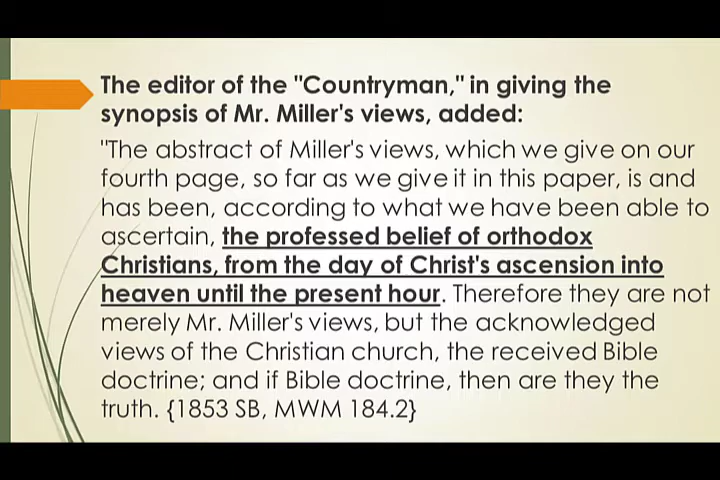 The editor of the "Countryman," in giving the
synopsis of Mr. Miller's views, added:
"The abstract of Miller's views, which we give on our
fourth page, so far as we give it in this paper, is and
has been, according to what we have been able to
ascertain, the professed belief of orthodox
Christians, from the day of Christ's ascension into
heaven until the present hour. Therefore they are not
merely Mr. Miller's views, but the acknowledged
views of the Christian church, the received Bible
doctrine; and if Bible doctrine, then are they the
truth. {1853 SB, MWM 184.2}